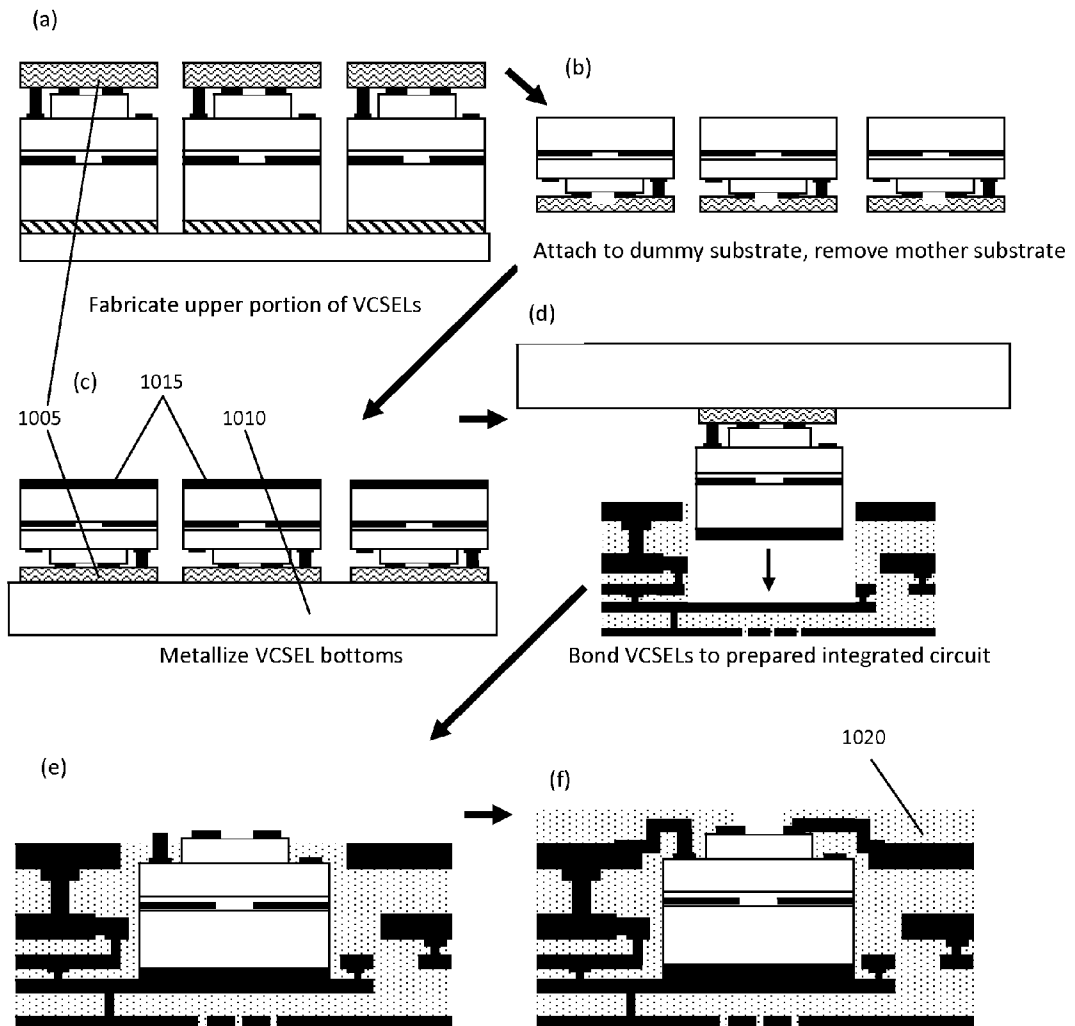 (a)
(b)
Attach to dummy substrate, remove mother substrate
Fabricate upper portion of VCSELs
(d)
(c)
1015
1005
1010
Metallize VCSEL bottoms
Bond VCSELs to prepared integrated circuit
1020
(e)
(f)